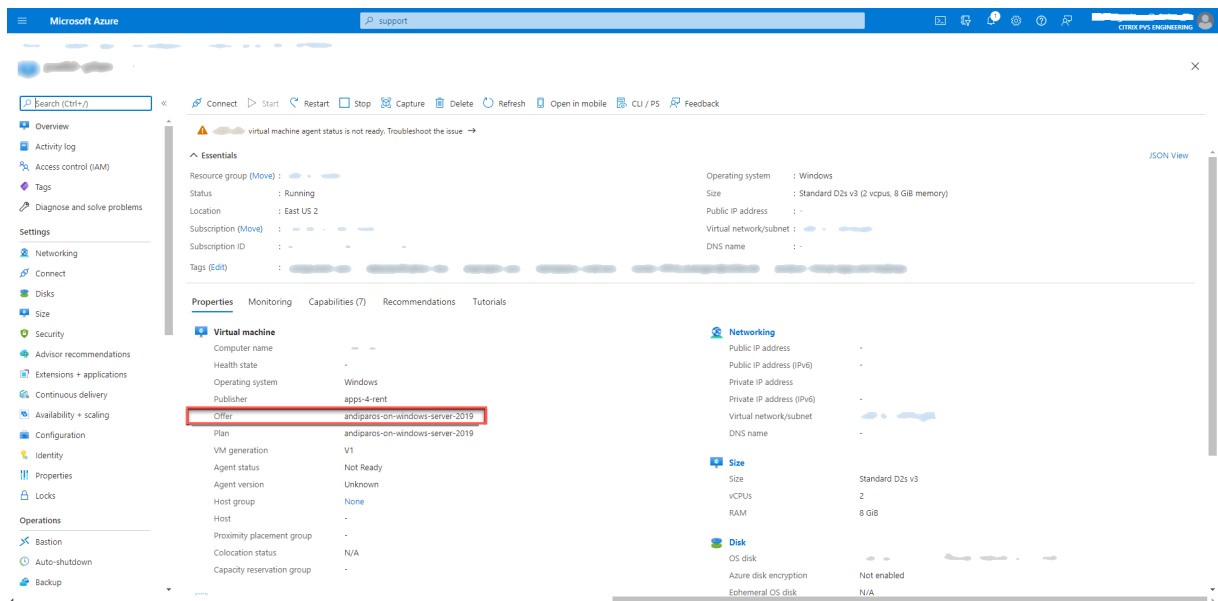 Microsoft Azure
support
1
CITRIX PVS ENGINEERING
Search (Ctrl+/)
Connect Start Restart Stop Capture Delete Refresh Open in mobile CLI / PS Feedback
virtual machine agent status is not ready. Troubleshoot the issue →
Overview
Activity log
Access control (IAM)
Tags
Diagnose and solve problems
Settings
Networking
Connect
Disks
Size
Security
Advisor recommendations
Extensions + applications
Continuous delivery
Availability + scaling
Configuration
Identity
Properties
Locks
Operations
Bastion
Auto-shutdown
Backup
Essentials
JSON View
Resource group (Move) :
Status : Running
Location : East US 2
Subscription (Move) :
Subscription ID :
Tags (Edit) :
Operating system : Windows
Size : Standard D2s v3 (2 vcpus, 8 GiB memory)
Public IP address : -
Virtual network/subnet :
DNS name : -
Properties Monitoring Capabilities (7) Recommendations Tutorials
Virtual machine
Computer name
Health state -
Operating system Windows
Publisher apps-4-rent
Offer andiparos-on-windows-server-2019
Plan andiparos-on-windows-server-2019
VM generation V1
Agent status Not Ready
Agent version Unknown
Host group None
Host -
Proximity placement group -
Colocation status N/A
Capacity reservation group -
Networking
Public IP address -
Public IP address (IPv6) -
Private IP address
Private IP address (IPv6) -
Virtual network/subnet
DNS name -
Size
Size Standard D2s v3
vCPUs 2
RAM 8 GiB
Disk
OS disk
Azure disk encryption Not enabled
Ephemeral OS disk N/A